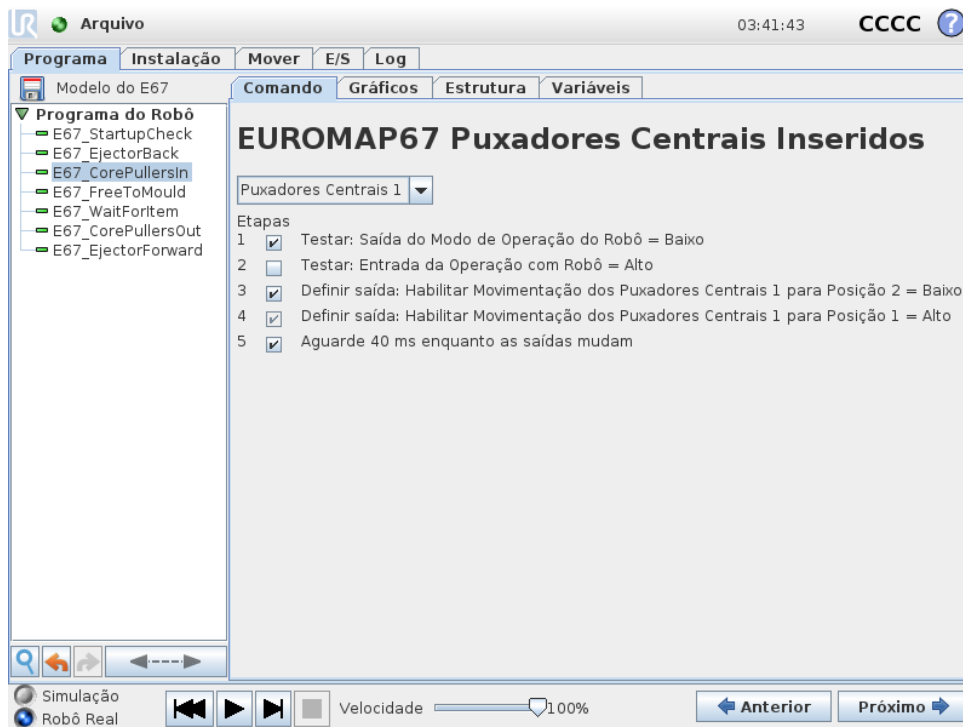 UR Arquivo 03:41:43 CCCC ?
Programa Instalação Mover E/S Log
Modelo do E67 Comando Gráficos Estrutura Variáveis
Programa do Robô
E67_StartupCheck
E67_EjectorBack
E67_CorePullersIn
E67_FreeToMould
E67_WaitForItem
E67_CorePullersOut
E67_EjectorForward
EUROMAP67 Puxadores Centrais Inseridos
Puxadores Centrais 1
Etapas
1 Testar: Saída do Modo de Operação do Robô = Baixo
2 Testar: Entrada da Operação com Robô = Alto
3 Definir saída: Habilitar Movimentação dos Puxadores Centrais 1 para Posição 2 = Baixo
4 Definir saída: Habilitar Movimentação dos Puxadores Centrais 1 para Posição 1 = Alto
5 Aguarde 40 ms enquanto as saídas mudam
Simulação
Robô Real
Velocidade 100% Anterior Próximo